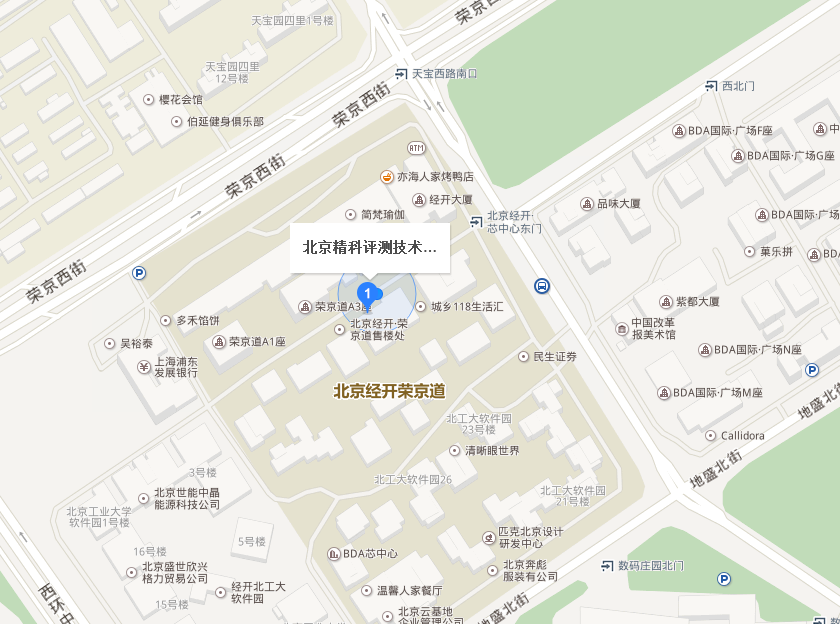 天宝园四里1号楼
荣京西街
天宝园四里
12号楼
天宝西路南口
西北门
樱花会馆
伯延健身俱乐部
荣京西街
BDA国际·广场F座
中
BDA国际·广场G座
ATM
亦海人家烤鸭店
荣京西街
经开大厦
品味大厦
简梵瑜伽
北京经开·
芯中心东门
BDA国际·广
北京精科评测技术...
菓乐拼
BDA
荣京西街
P
1
荣京道A3座
城乡118生活汇
紫都大厦
多禾馅饼
北京经开·荣
京道售楼处
中国改革
报美术馆
吴裕泰
荣京道A1座
BDA国际·广场N座
上海浦东
发展银行
民生证券
P
北京经开荣京道
BDA国际·广场M座
地盛北街
北工大软件园
23号楼
Callidora
清晰眼世界
地盛北街
3号楼
北工大软件园26
北京世能中晶
能源科技公司
北工大软件园
21号楼
北京工业大学
软件园1号楼
匹克北京设计
研发中心
5号楼
16号楼
BDA芯中心
北京盛世欣兴
格力贸易公司
北京奔彪
服装有公司
数码庄园北门
P
经开北工大
软件园
温馨人家餐厅
15号楼
西环中
北京云基地
企业管理公司
地盛北街